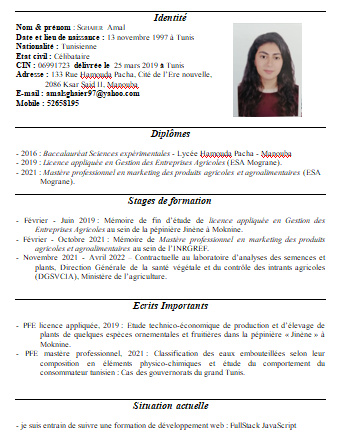 Identité
Nom & prénom : SGHAIER Amal
Date et lieu de naissance : 13 novembre 1997 à Tunis
Nationalité : Tunisienne
Etat civil : Célibataire
CIN : 06991723 délivrée le 25 mars 2019 à Tunis
Adresse : 133 Rue Hamouda Pacha, Cité de l'Ere nouvelle,
2086 Ksar Said II, Manouba
E-mail : amalsghaier97@yahoo.com
Mobile : 52658195
Diplômes
- 2016 : Baccalauréat Sciences expérimentales - Lycée Hamouda Pacha - Manouba
- 2019 : Licence appliquée en Gestion des Entreprises Agricoles (ESA Mograne).
- 2021 : Mastère professionnel en marketing des produits agricoles et agroalimentaires (ESA
Mograne).
Stages de formation
- Février - Juin 2019 : Mémoire de fin d'étude de licence appliquée en Gestion des
Entreprises Agricoles au sein de la pépinière Jinène à Moknine.
- Février - Octobre 2021 : Mémoire de Mastère professionnel en marketing des produits
agricoles et agroalimentaires au sein de l'INRGREF.
- Novembre 2021 - Avril 2022 – Contractuelle au laboratoire d'analyses des semences et
plants, Direction Générale de la santé végétale et du contrôle des intrants agricoles
(DGSVCIA), Ministère de l'agriculture.
Ecrits Importants
- PFE licence appliquée, 2019 : Etude technico-économique de production et d'élevage de
plants de quelques espèces ornementales et fruitières dans la pépinière « Jinène » à
Moknine.
- PFE mastère professionnel, 2021 : Classification des eaux embouteillées selon leur
composition en éléments physico-chimiques et étude du comportement du
consommateur tunisien : Cas des gouvernorats du grand Tunis.
Situation actuelle
- je suis entrain de suivre une formation de développement web : FullStack JavaScript